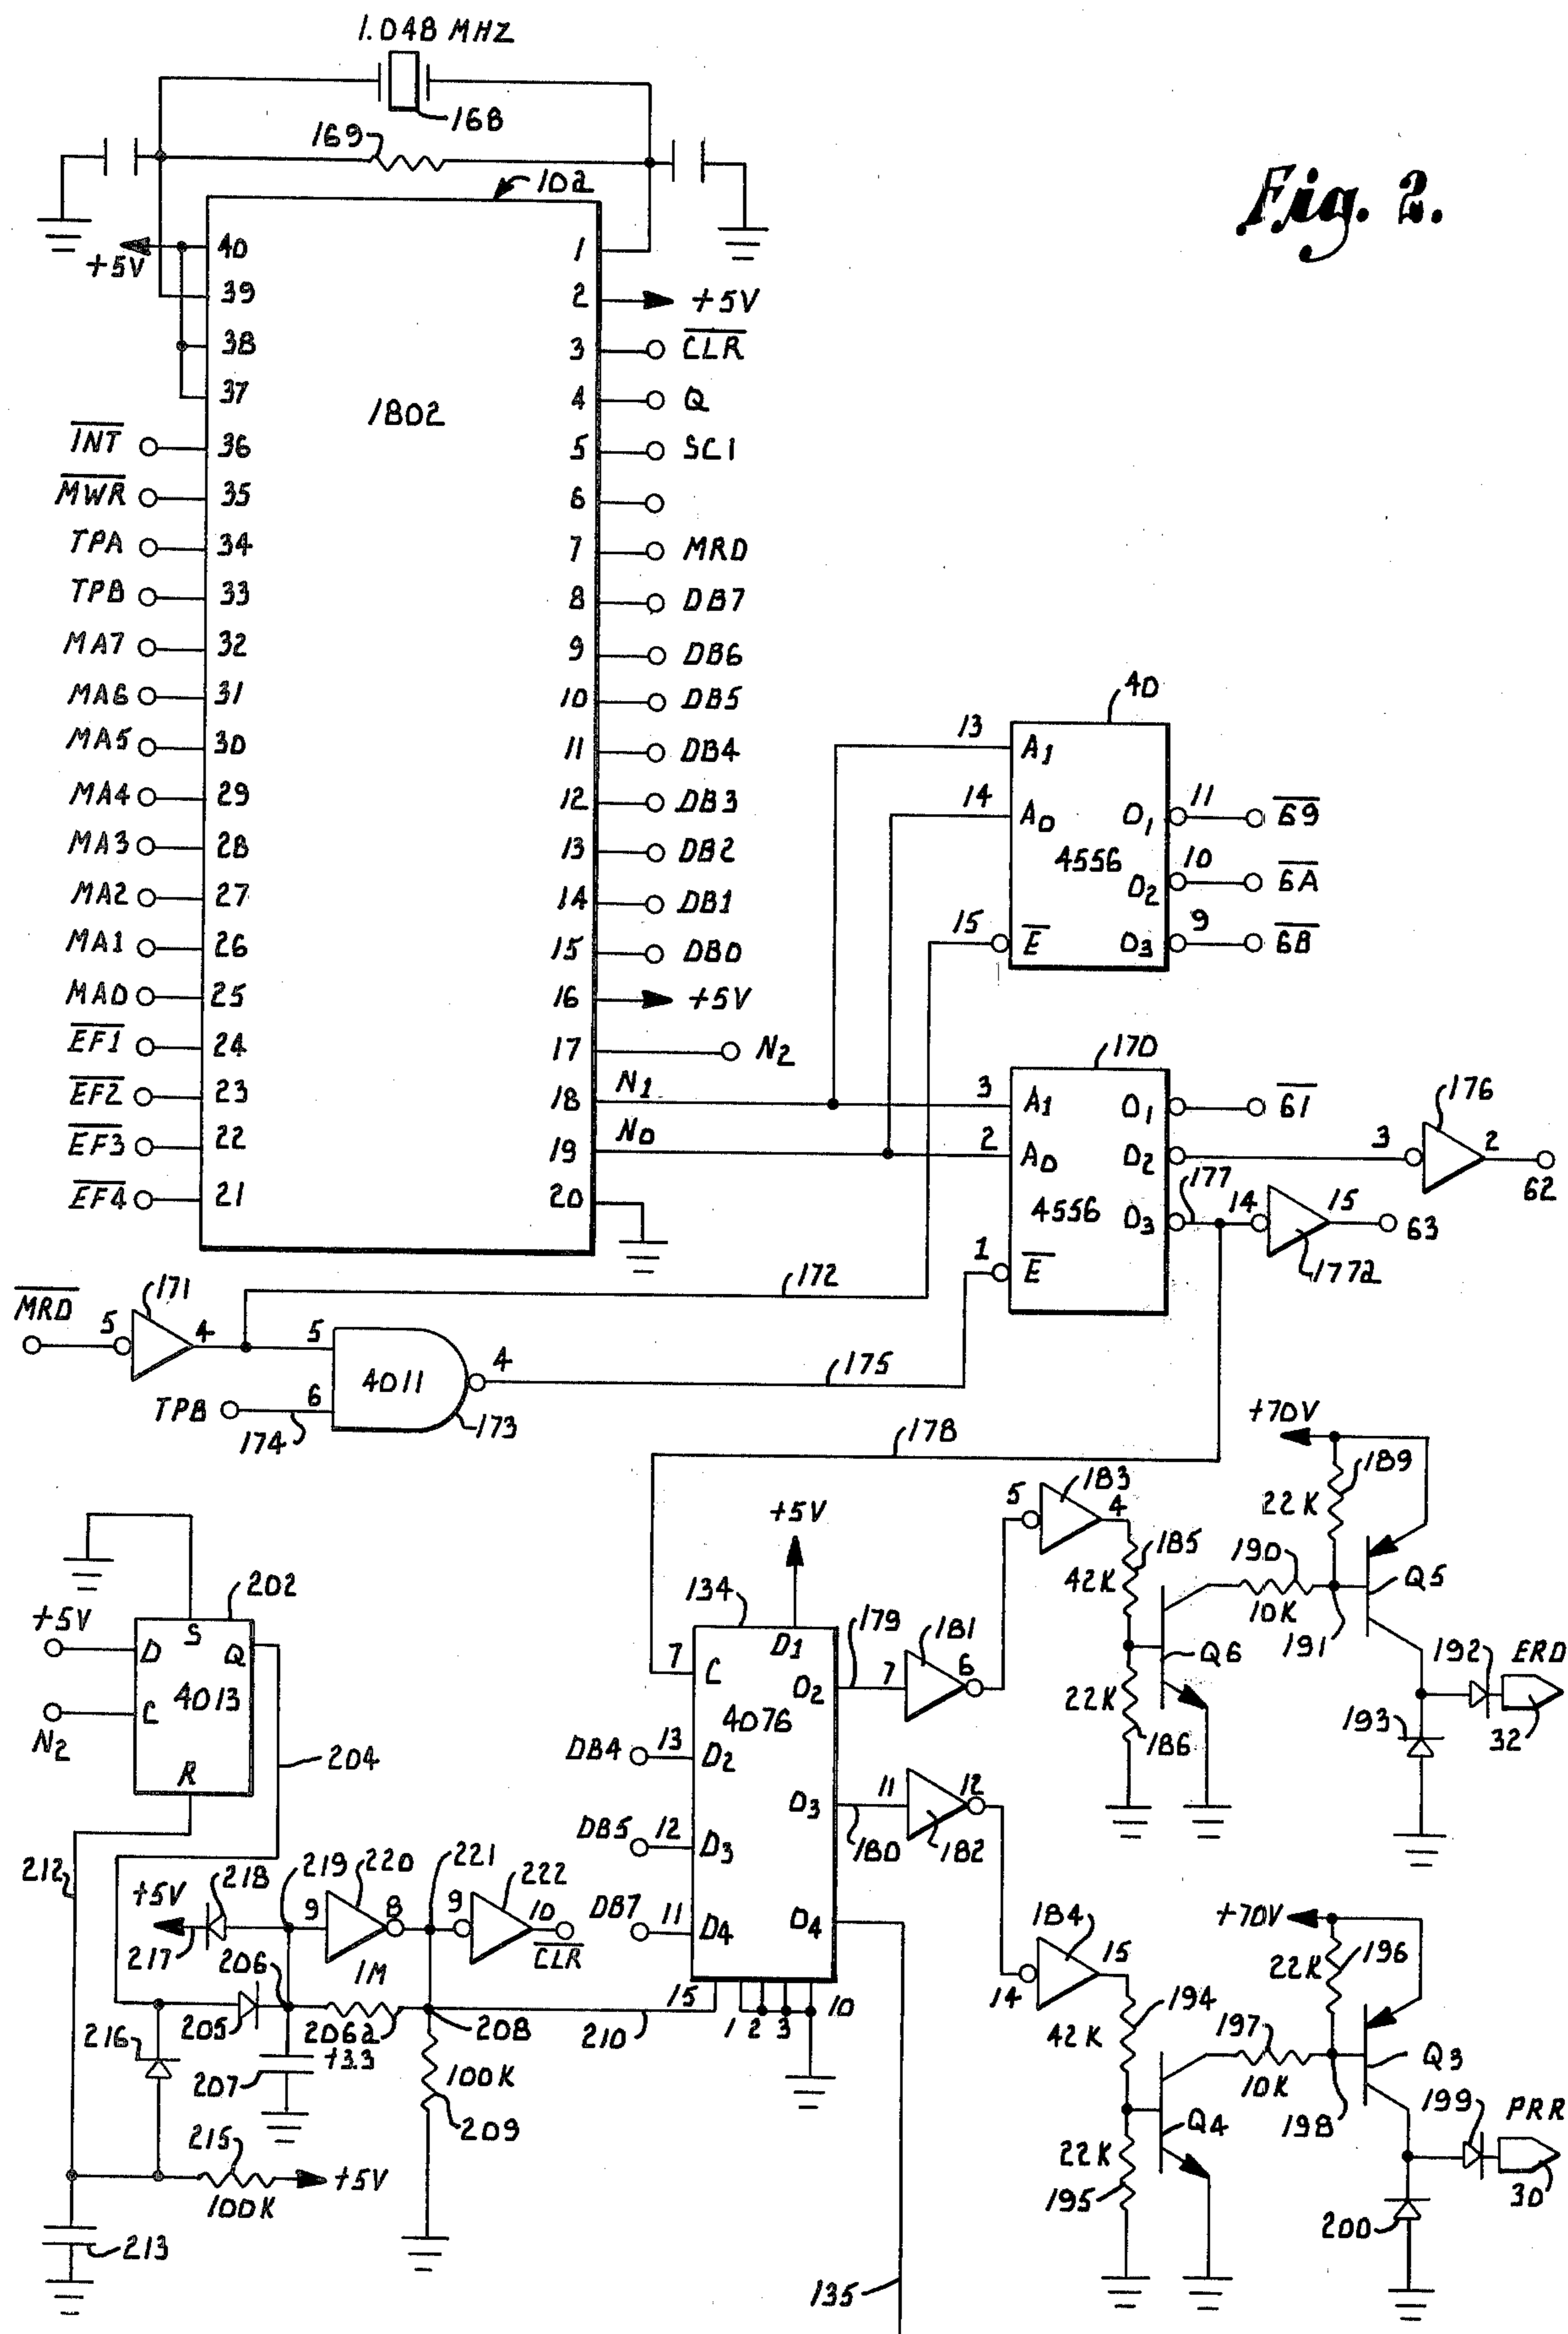 Fig. 2.
1.048 MHZ
168
169
102
+5V
40
39
38
37
1802
INT 36
MWR 35
TPA 34
TPB 33
MA7 32
MA6 31
MA5 30
MA4 29
MA3 28
MA2 27
MA1 26
MA0 25
EF1 24
EF2 23
EF3 22
EF4 21
1
2 +5V
3 CLR
4 Q
5 SC1
6
7 MRD
8 DB7
9 DB6
10 DB5
11 DB4
12 DB3
13 DB2
14 DB1
15 DB0
16 +5V
17 N2
18 N1
19 N0
20
40
13 A1
14 A0
4556
15 E
O1 11 69
O2 10 6A
O3 9 6B
170
3 A1
2 A0
4556
1 E
O1 61
O2 3 2 62
176
O3 177 14 15 63
177a
MRD 5 171 4
172
5
4011
4
6
TPB
174
173
175
178
+70V
189
22K
190
10K
191
Q5
192 ERD
193
32
5 183 4
185
42K
Q6
22K
186
+5V
134
7 C
D1
O2
4076
179
7 181 6
DB4 13 D2
O3
11 12
180
182
DB5 12 D3
DB7 11 D4
O4
15
1 2 3 10
202
+5V
D S Q
4013
C
N2
R
204
212
+5V
218
217
219
220
9 8
221
222
9 10
CLR
206
1M
205
206a
208
210
216
207
+3.3
100K
209
215
100K
+5V
213
135
184
14 15
194
42K
+70V
196
22K
197
10K
198
Q3
199 PRR
Q4
22K
195
200
30